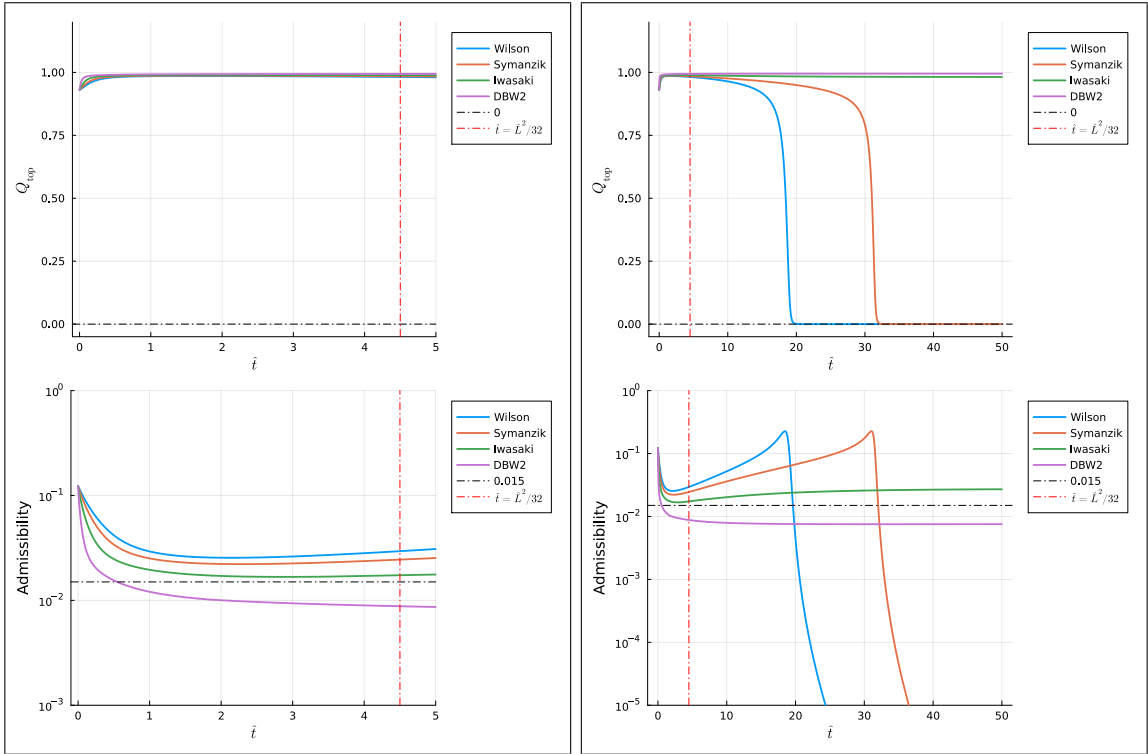 1.00
0.75
0.50
0.25
0.00
Q_top
0 1 2 3 4 5
t̂
Wilson
Symanzik
Iwasaki
DBW2
0
t̂ = L̂²/32
1.00
0.75
0.50
0.25
0.00
Q_top
0 10 20 30 40 50
t̂
Wilson
Symanzik
Iwasaki
DBW2
0
t̂ = L̂²/32
10⁰
10⁻¹
10⁻²
10⁻³
Admissibility
0 1 2 3 4 5
t̂
Wilson
Symanzik
Iwasaki
DBW2
0.015
t̂ = L̂²/32
10⁰
10⁻¹
10⁻²
10⁻³
10⁻⁴
10⁻⁵
Admissibility
0 10 20 30 40 50
t̂
Wilson
Symanzik
Iwasaki
DBW2
0.015
t̂ = L̂²/32